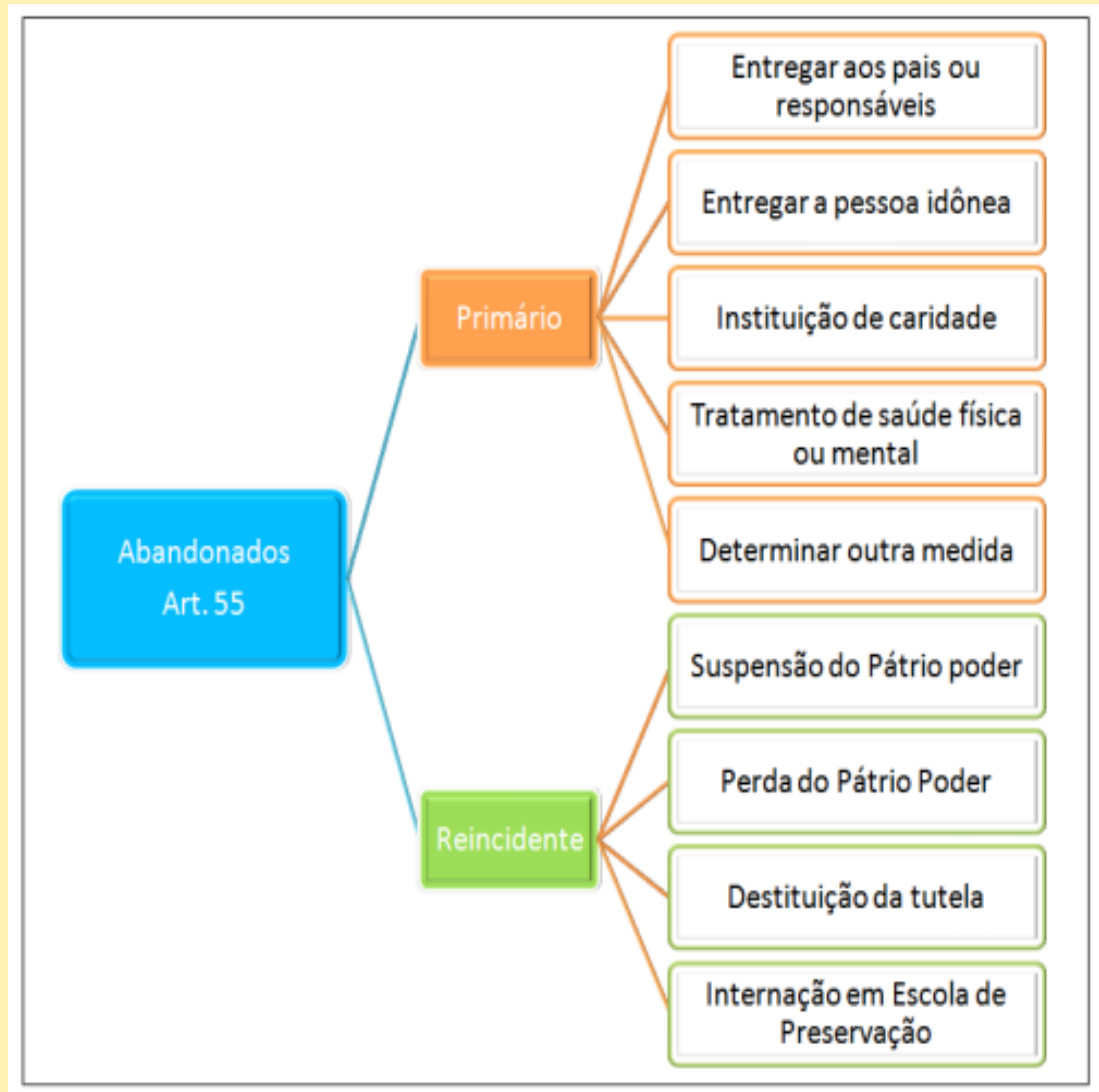 Entregar aos pais ou
responsáveis
Entregar a pessoa idônea
Primário
Instituição de caridade
Tratamento de saúde física
ou mental
Determinar outra medida
Abandonados
Art. 55
Suspensão do Pátrio poder
Perda do Pátrio Poder
Reincidente
Destituição da tutela
Internação em Escola de
Preservação